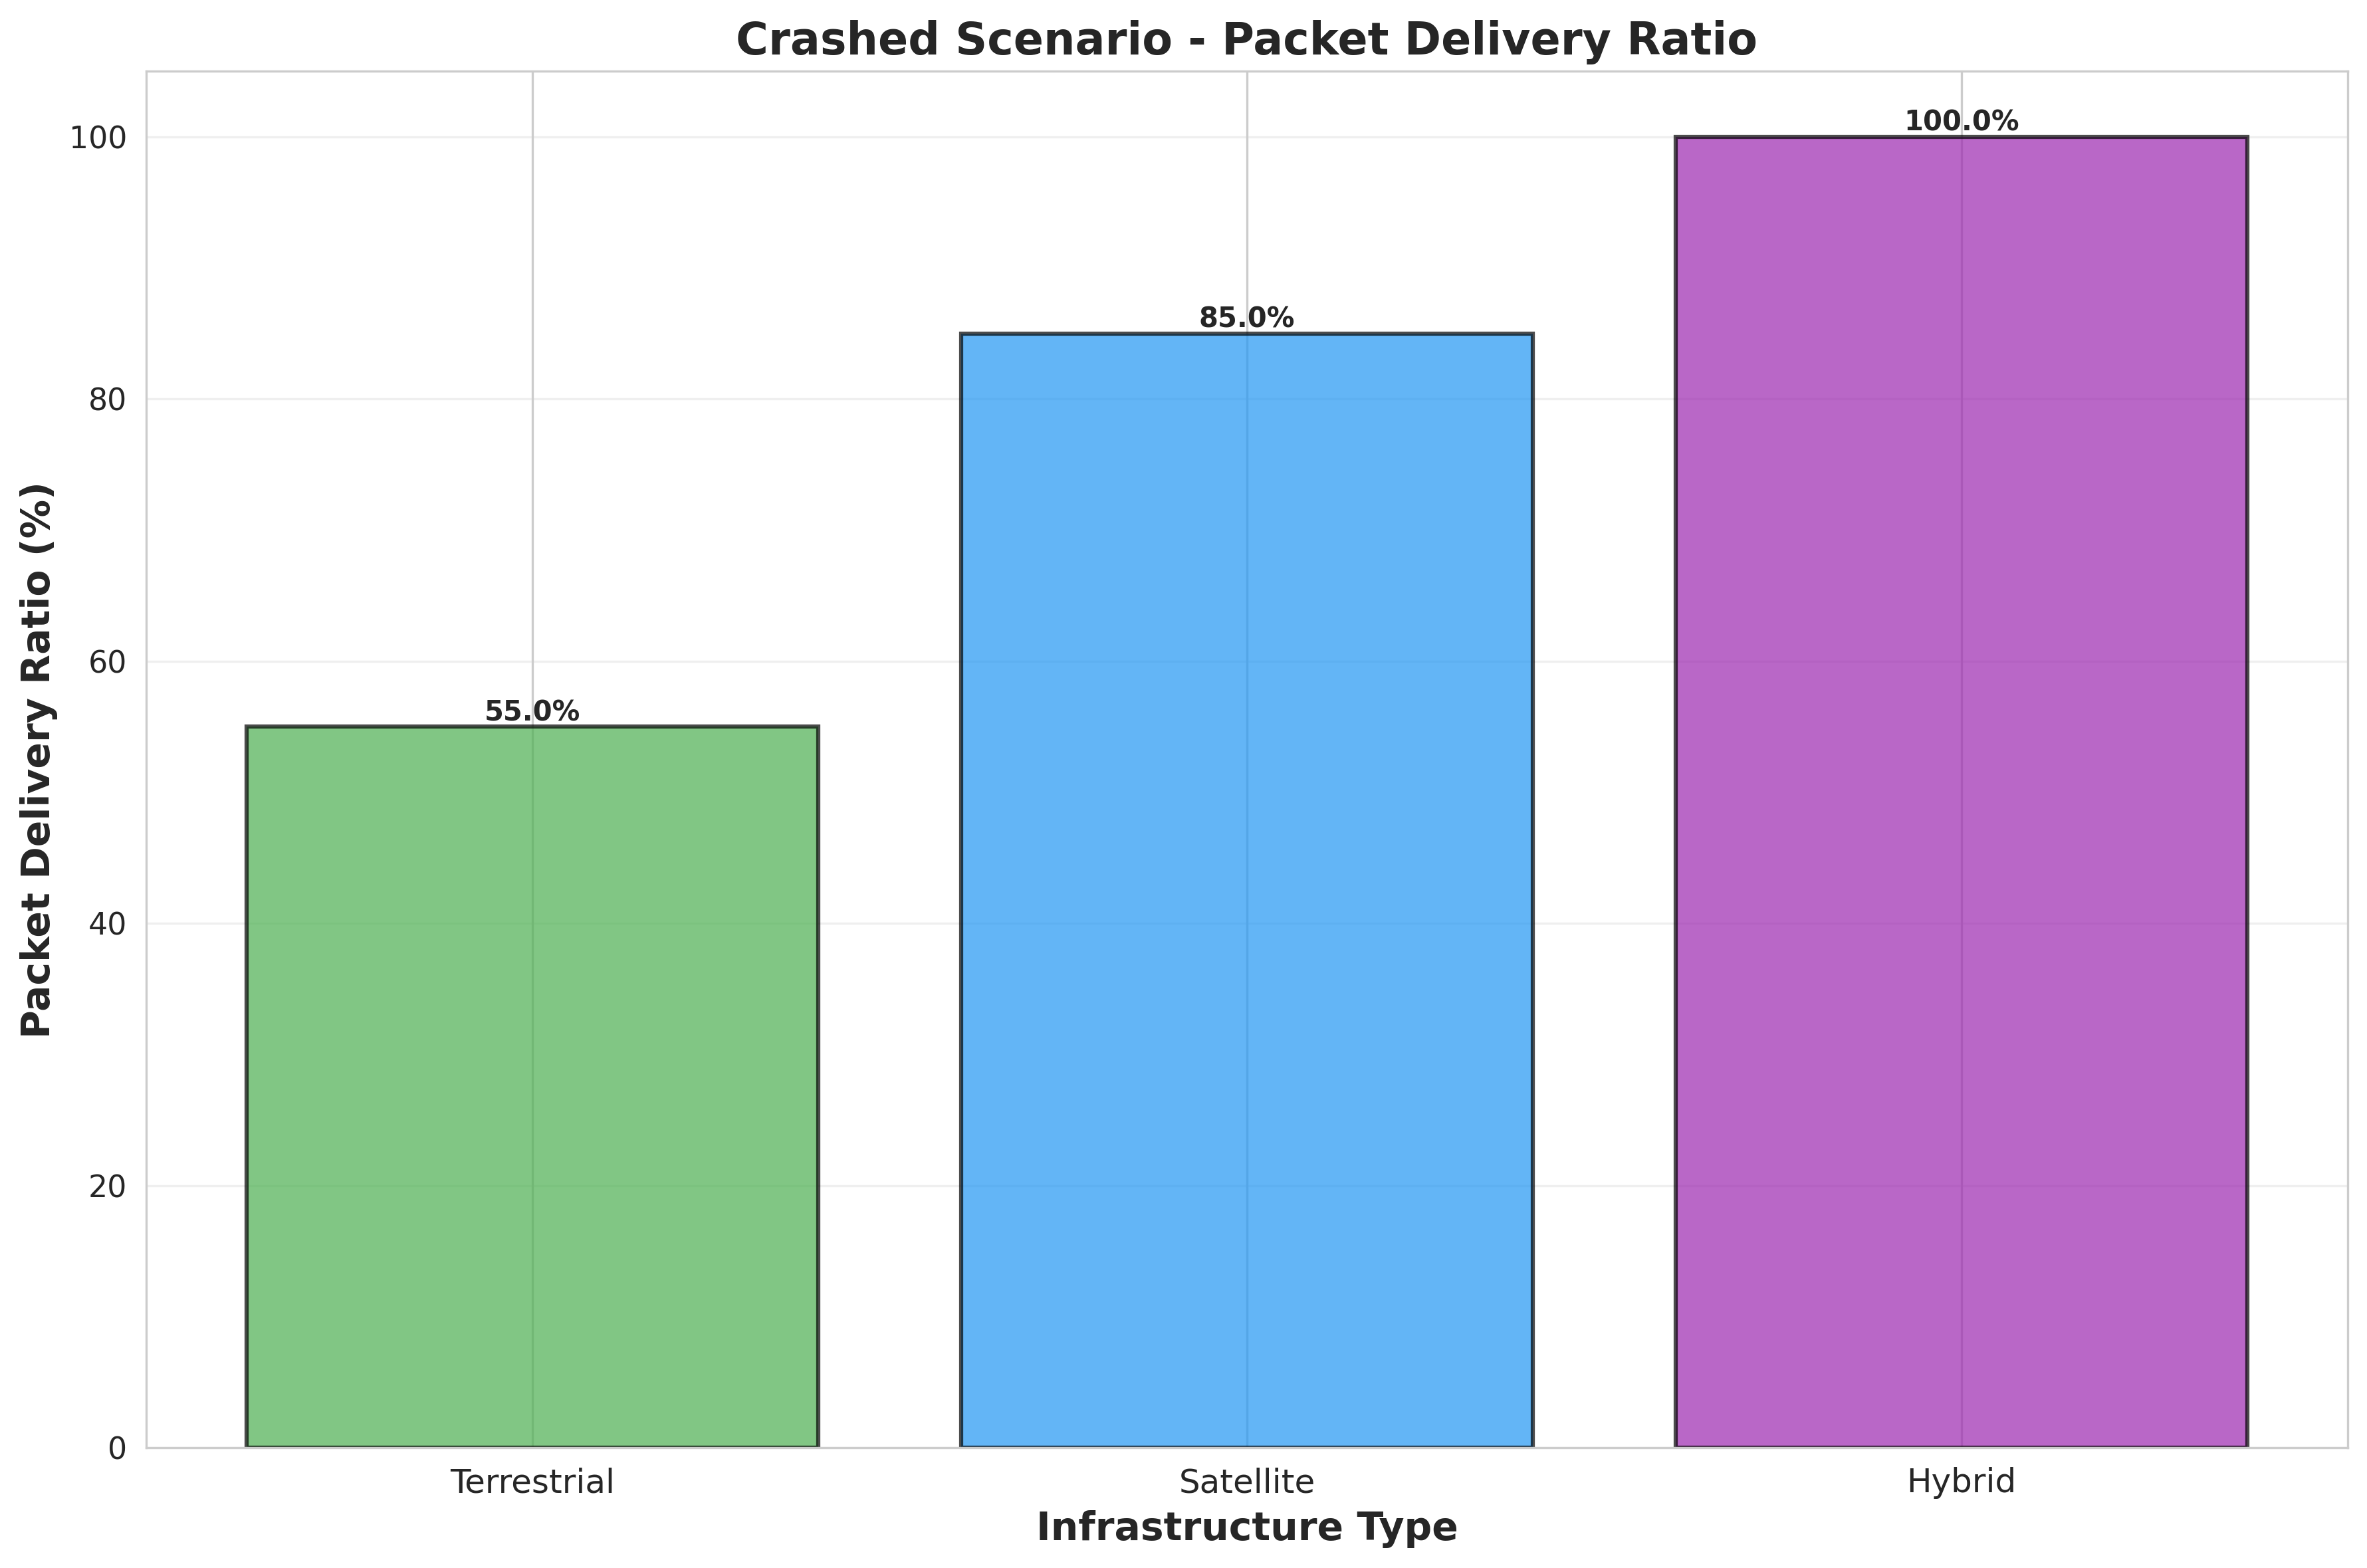 Crashed Scenario - Packet Delivery Ratio
Packet Delivery Ratio (%)
100
80
60
40
20
0
55.0%
85.0%
100.0%
Terrestrial
Satellite
Hybrid
Infrastructure Type